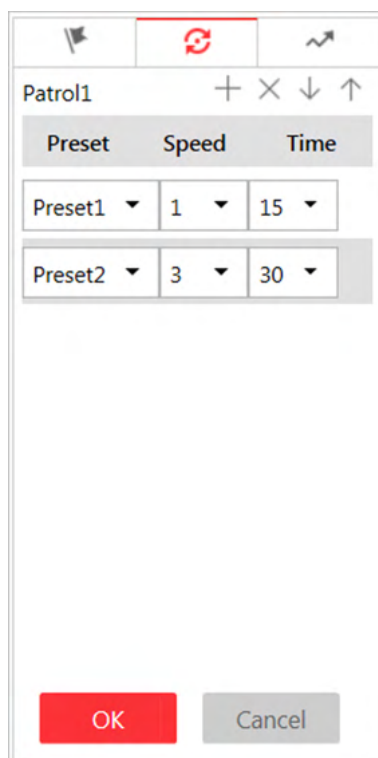 Patrol1
Preset Speed Time
Preset1 1 15
Preset2 3 30
OK Cancel